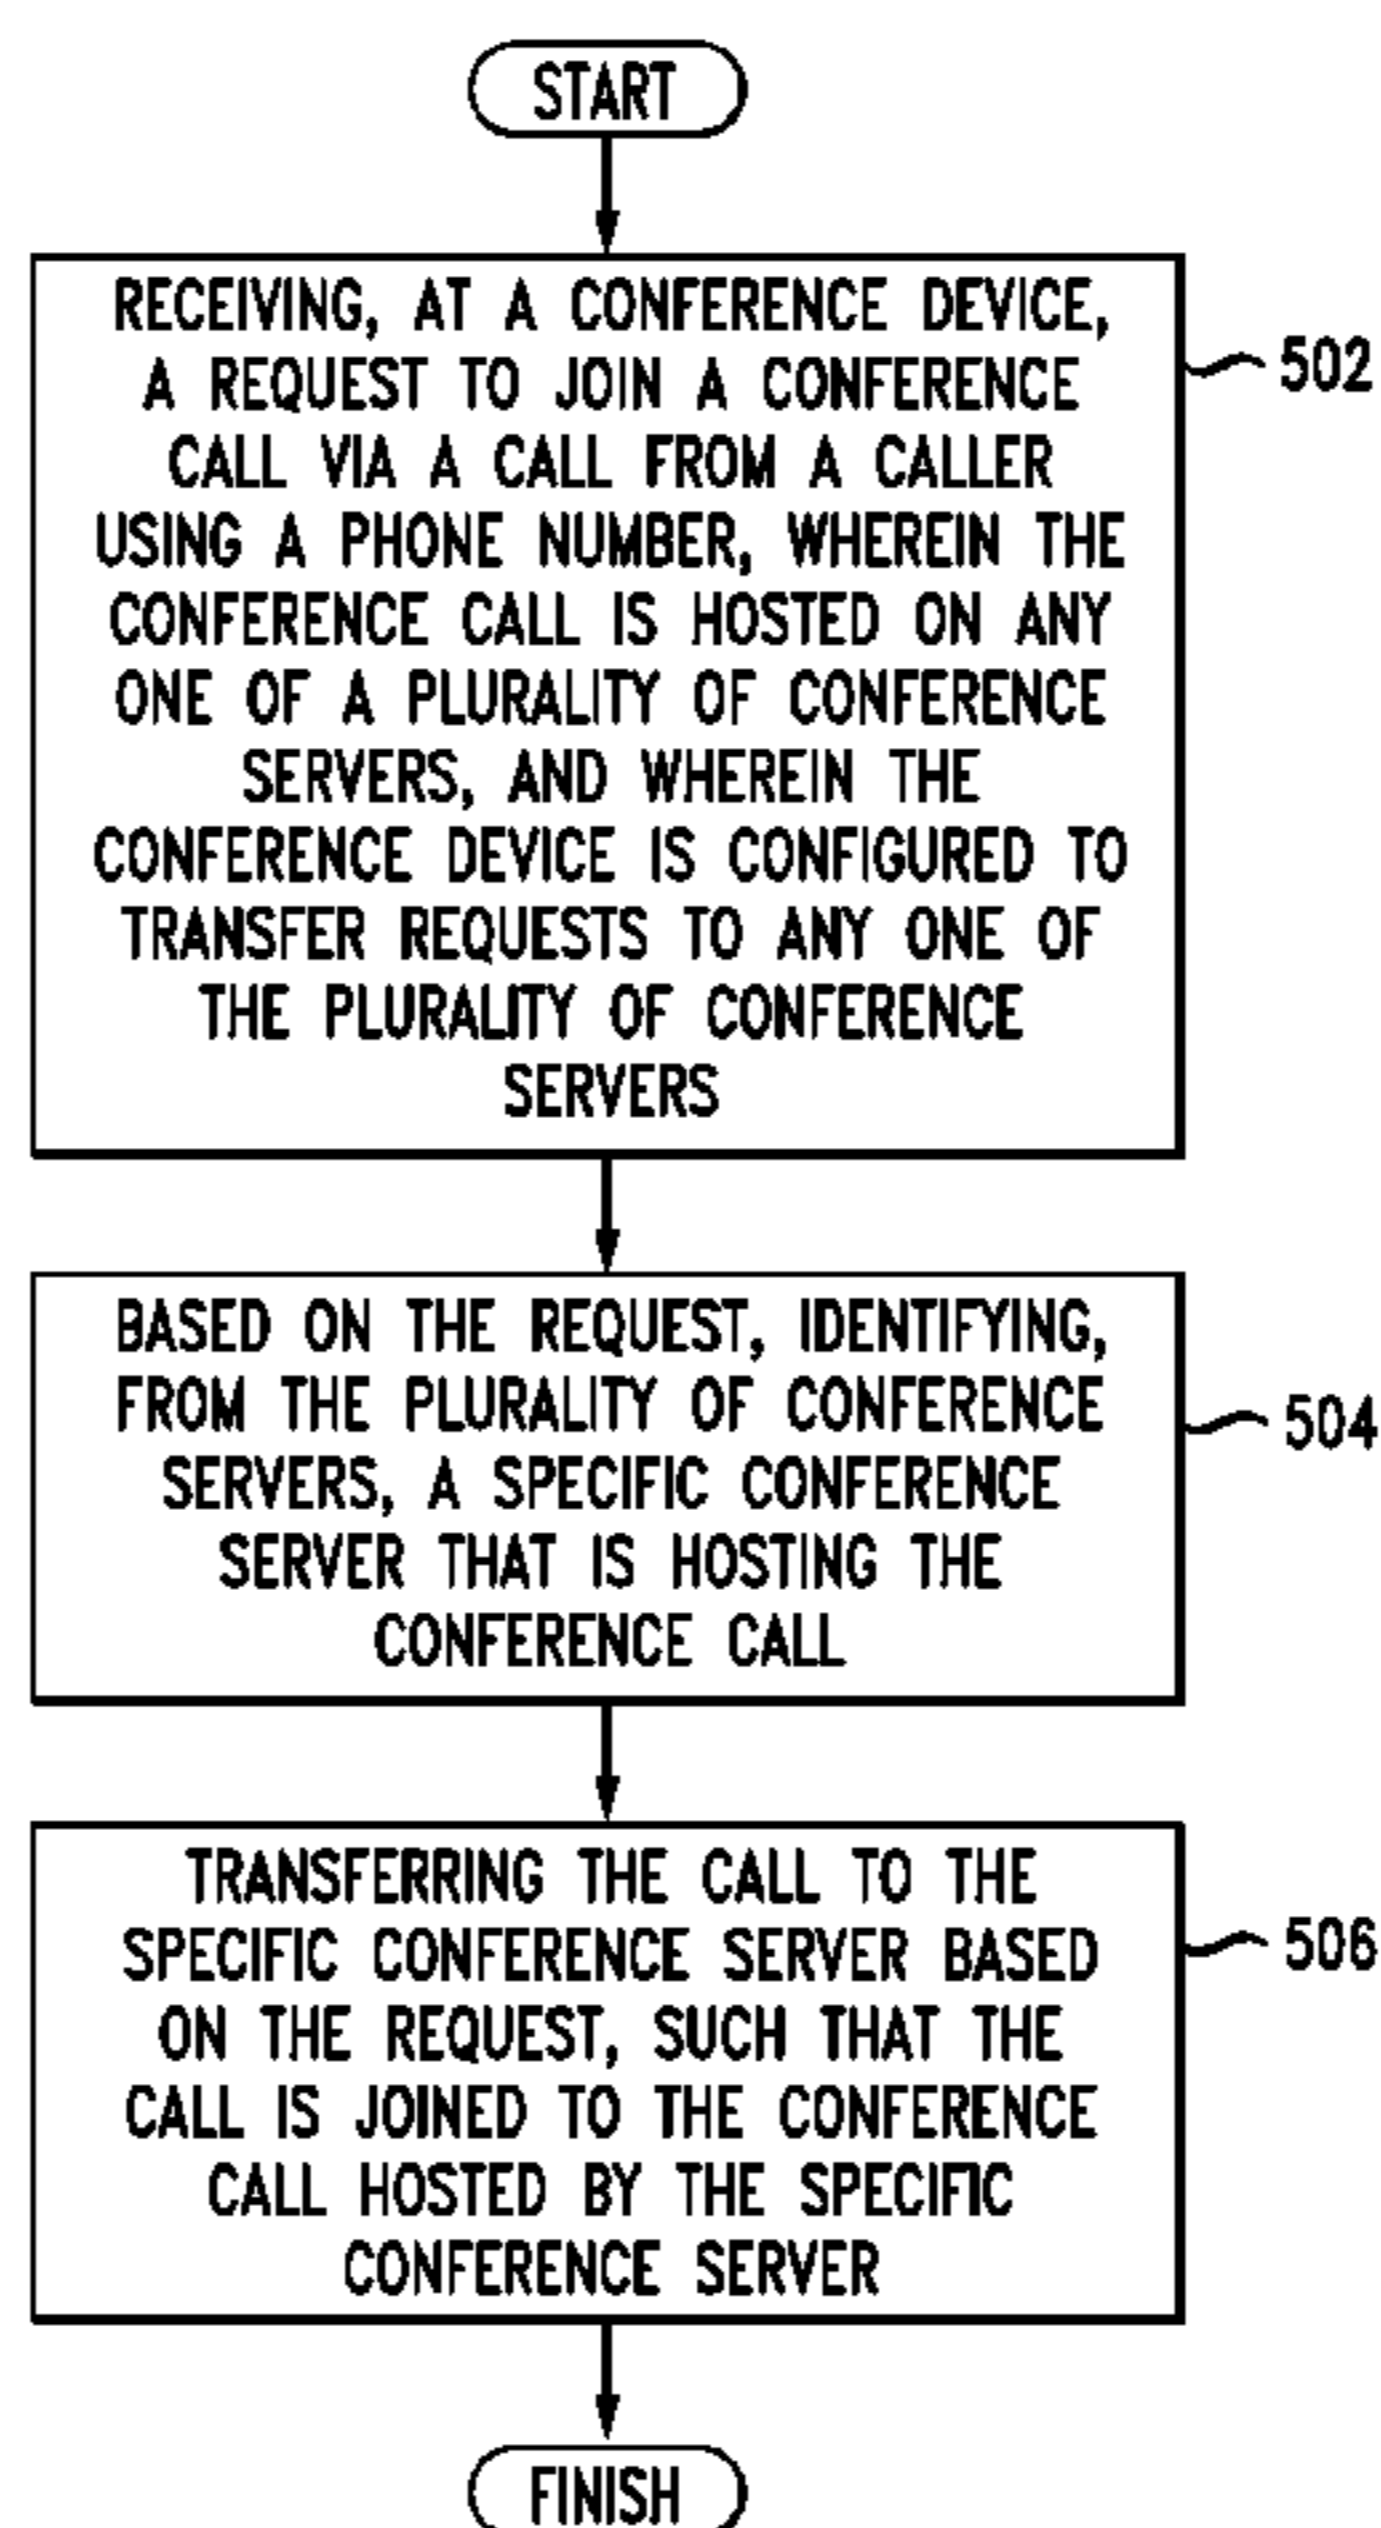 START
RECEIVING, AT A CONFERENCE DEVICE,
A REQUEST TO JOIN A CONFERENCE
CALL VIA A CALL FROM A CALLER
USING A PHONE NUMBER, WHEREIN THE
CONFERENCE CALL IS HOSTED ON ANY
ONE OF A PLURALITY OF CONFERENCE
SERVERS, AND WHEREIN THE
CONFERENCE DEVICE IS CONFIGURED TO
TRANSFER REQUESTS TO ANY ONE OF
THE PLURALITY OF CONFERENCE
SERVERS
502
BASED ON THE REQUEST, IDENTIFYING,
FROM THE PLURALITY OF CONFERENCE
SERVERS, A SPECIFIC CONFERENCE
SERVER THAT IS HOSTING THE
CONFERENCE CALL
504
TRANSFERRING THE CALL TO THE
SPECIFIC CONFERENCE SERVER BASED
ON THE REQUEST, SUCH THAT THE
CALL IS JOINED TO THE CONFERENCE
CALL HOSTED BY THE SPECIFIC
CONFERENCE SERVER
506
FINISH